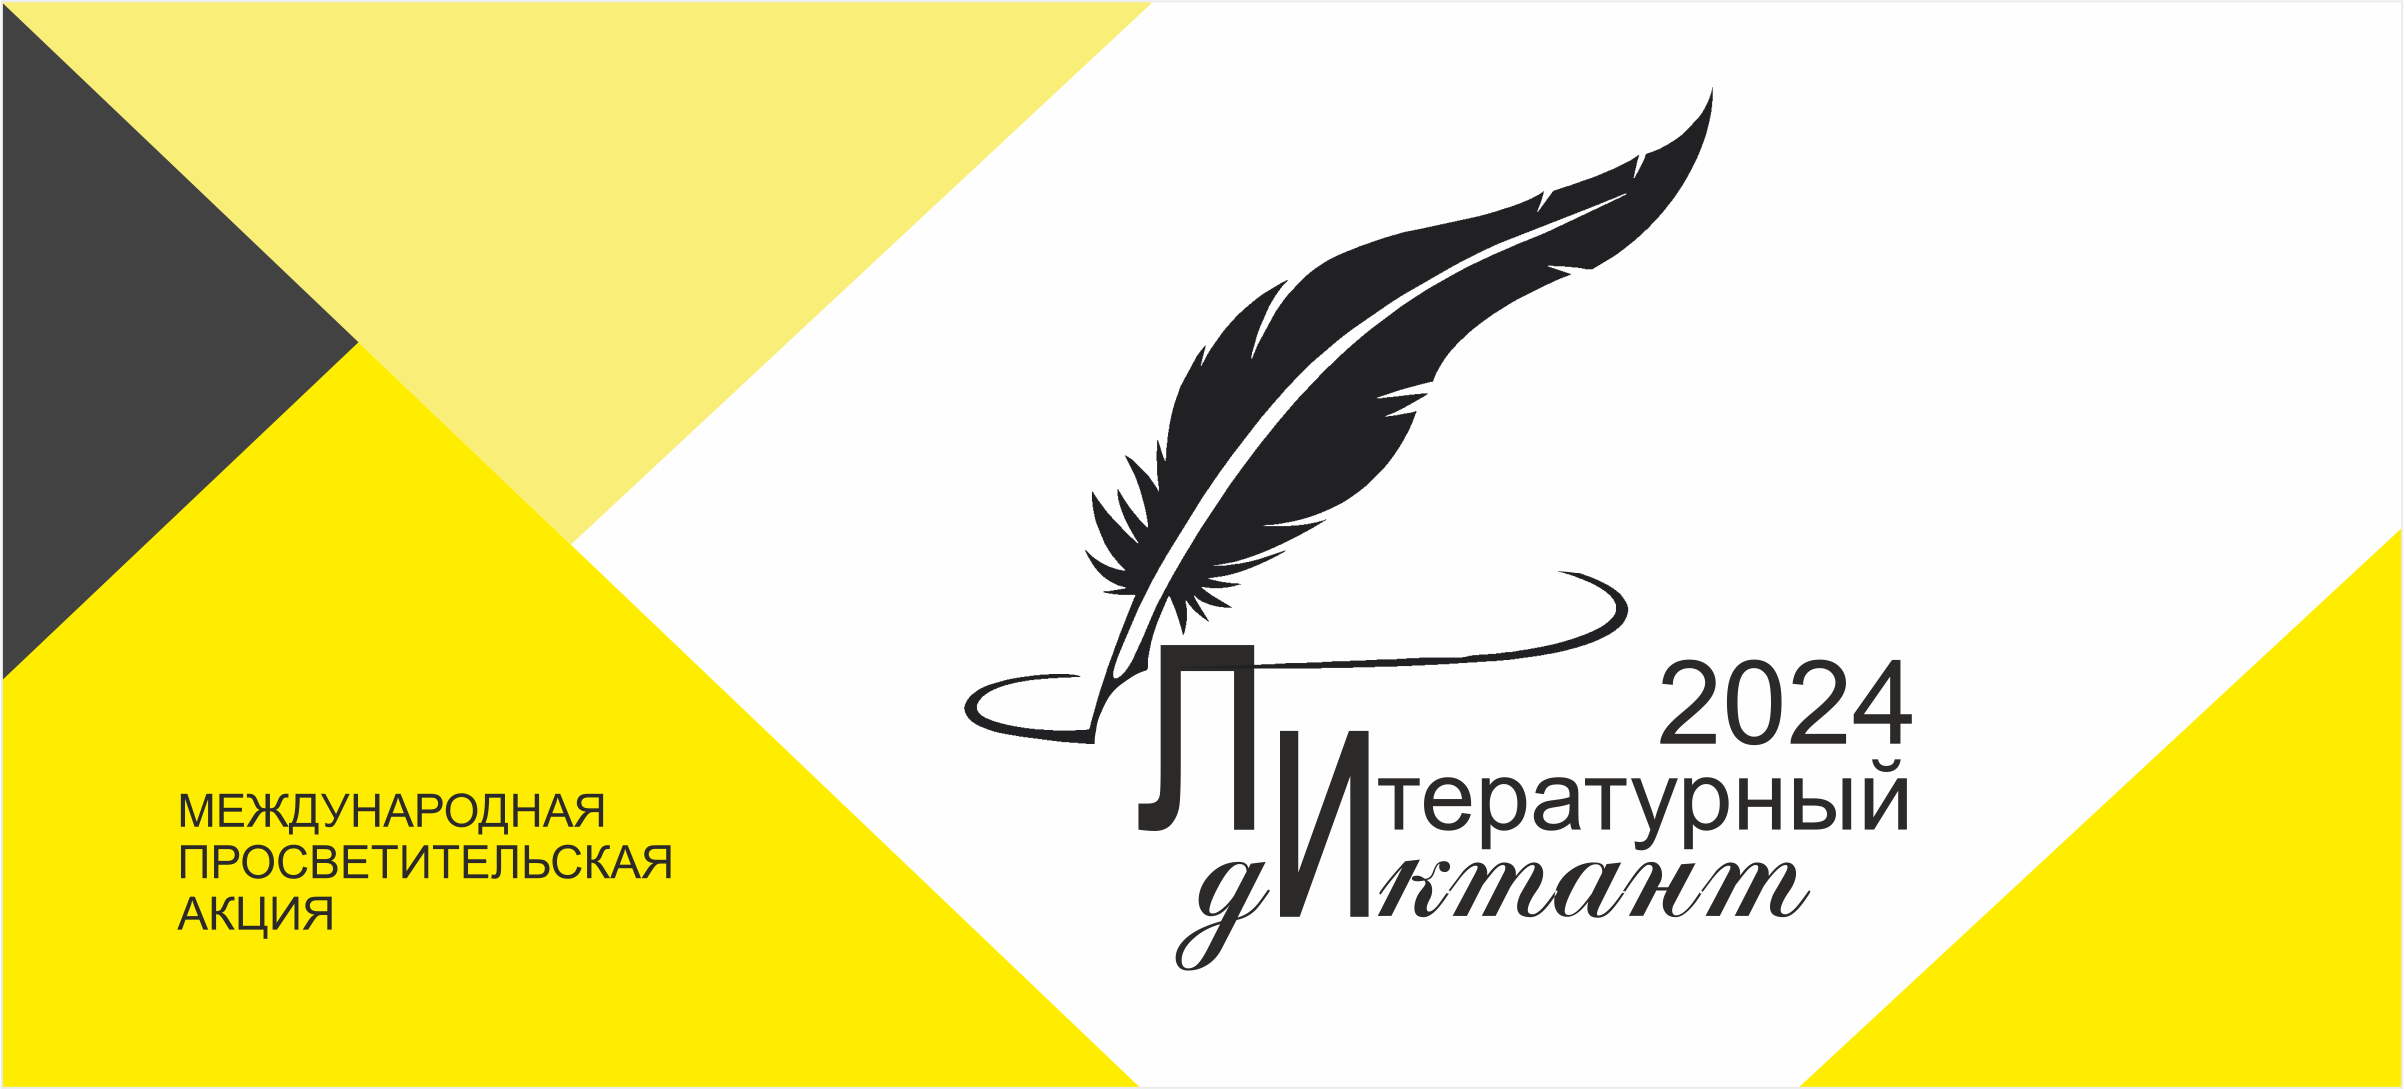 МЕЖДУНАРОДНАЯ
ПРОСВЕТИТЕЛЬСКАЯ
АКЦИЯ
2024
Литературный
диктант